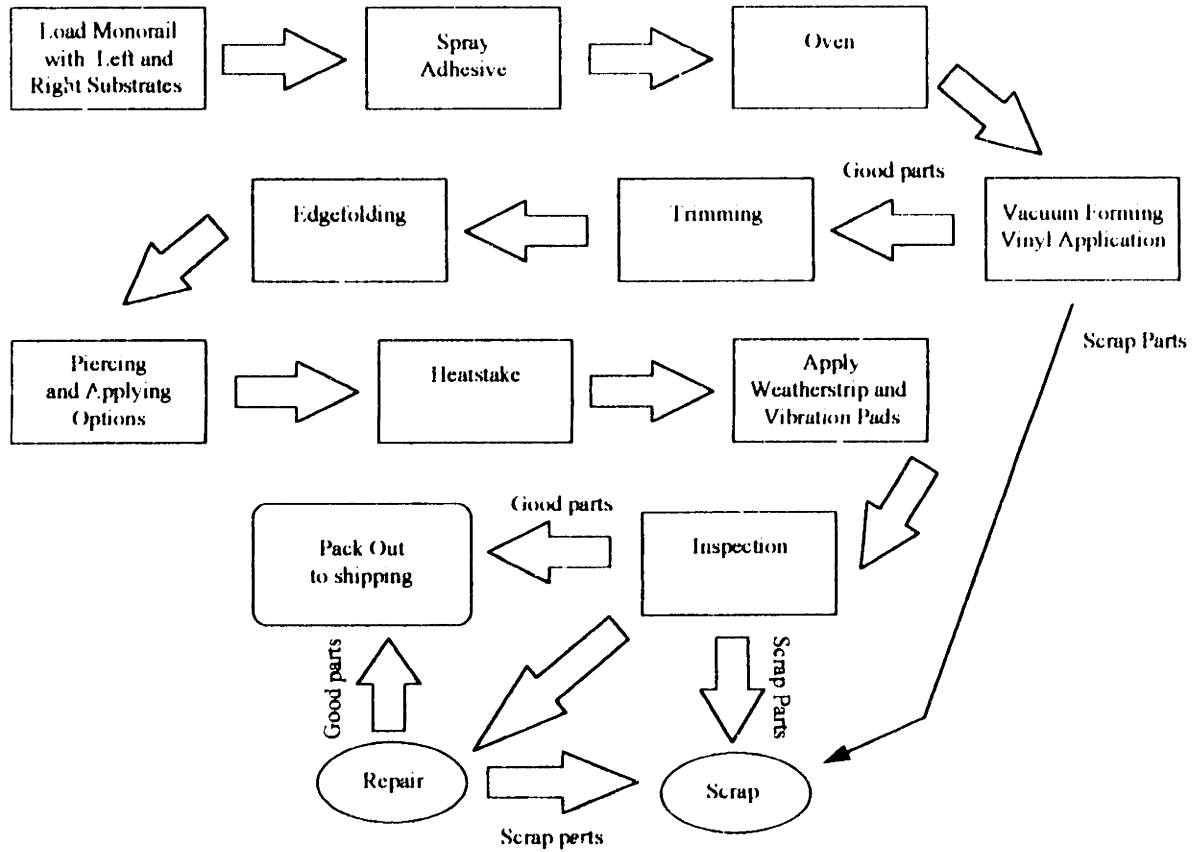 Load Monorail
with Left and
Right Substrates
Spray
Adhesive
Oven
Good parts
Edgefolding
Trimming
Vacuum Forming
Vinyl Application
Scrap Parts
Piercing
and Applying
Options
Heatstake
Apply
Weatherstrip and
Vibration Pads
Good parts
Pack Out
to shipping
Inspection
Good parts
Scrap Parts
Repair
Scrap
Scrap perts